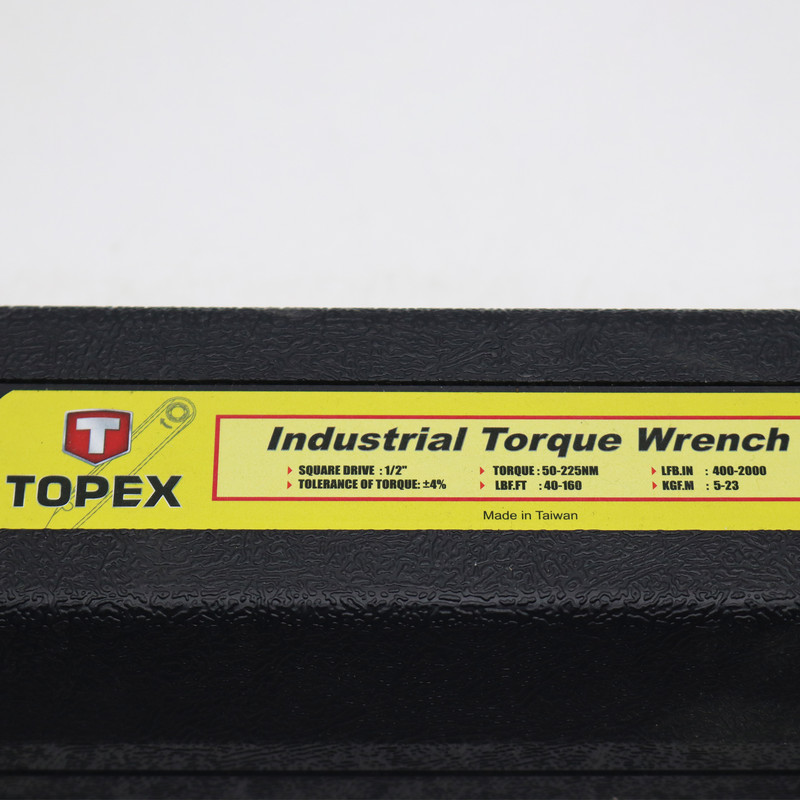 T
TOPEX
Industrial Torque Wrench
SQUARE DRIVE : 1/2" TORQUE : 50-225NM LFB.IN : 400-2000
TOLERANCE OF TORQUE: ±4% LBF.FT : 40-160 KGF.M : 5-23
Made in Taiwan